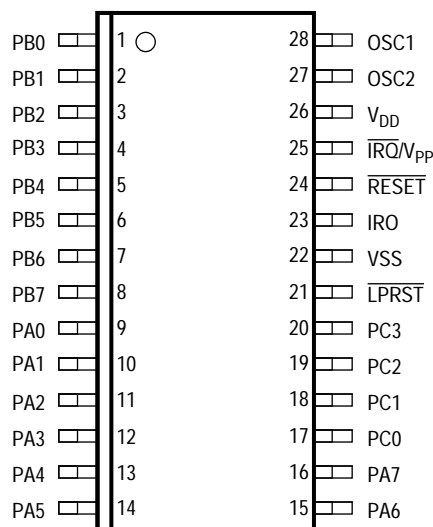 PB0 1 28 OSC1
PB1 2 27 OSC2
PB2 3 26 VDD
PB3 4 25 IRQ/VPP
PB4 5 24 RESET
PB5 6 23 IRO
PB6 7 22 VSS
PB7 8 21 LPRST
PA0 9 20 PC3
PA1 10 19 PC2
PA2 11 18 PC1
PA3 12 17 PC0
PA4 13 16 PA7
PA5 14 15 PA6